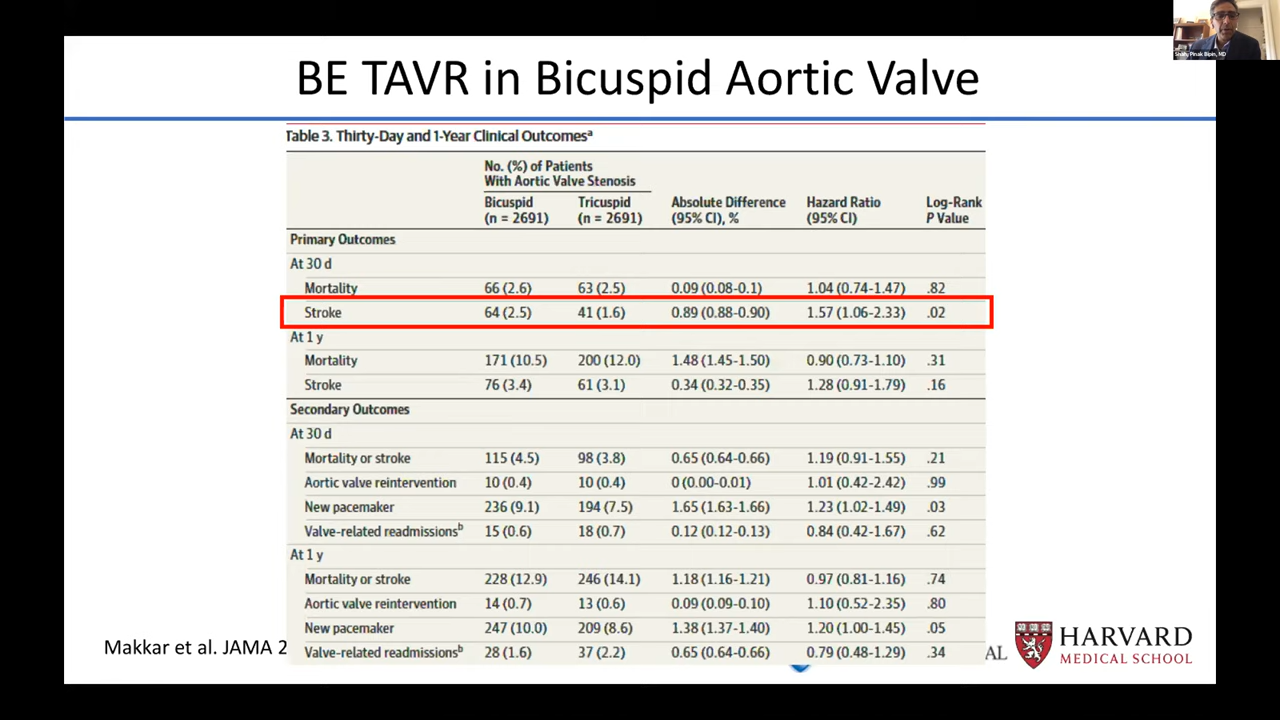 BE TAVR in Bicuspid Aortic Valve
Table 3. Thirty-Day and 1-Year Clinical Outcomesa
No. (%) of Patients
With Aortic Valve Stenosis
Bicuspid Tricuspid Absolute Difference Hazard Ratio Log-Rank
(n = 2691) (n = 2691) (95% CI), % (95% CI) P Value
Primary Outcomes
At 30 d
Mortality 66 (2.6) 63 (2.5) 0.09 (0.08-0.1) 1.04 (0.74-1.47) .82
Stroke 64 (2.5) 41 (1.6) 0.89 (0.88-0.90) 1.57 (1.06-2.33) .02
At 1 y
Mortality 171 (10.5) 200 (12.0) 1.48 (1.45-1.50) 0.90 (0.73-1.10) .31
Stroke 76 (3.4) 61 (3.1) 0.34 (0.32-0.35) 1.28 (0.91-1.79) .16
Secondary Outcomes
At 30 d
Mortality or stroke 115 (4.5) 98 (3.8) 0.65 (0.64-0.66) 1.19 (0.91-1.55) .21
Aortic valve reintervention 10 (0.4) 10 (0.4) 0 (0.00-0.01) 1.01 (0.42-2.42) .99
New pacemaker 236 (9.1) 194 (7.5) 1.65 (1.63-1.66) 1.23 (1.02-1.49) .03
Valve-related readmissionsb 15 (0.6) 18 (0.7) 0.12 (0.12-0.13) 0.84 (0.42-1.67) .62
At 1 y
Mortality or stroke 228 (12.9) 246 (14.1) 1.18 (1.16-1.21) 0.97 (0.81-1.16) .74
Aortic valve reintervention 14 (0.7) 13 (0.6) 0.09 (0.09-0.10) 1.10 (0.52-2.35) .80
New pacemaker 247 (10.0) 209 (8.6) 1.38 (1.37-1.40) 1.20 (1.00-1.45) .05
Valve-related readmissionsb 28 (1.6) 37 (2.2) 0.65 (0.64-0.66) 0.79 (0.48-1.29) .34
Makkar et al. JAMA 2
AL
HARVARD
MEDICAL SCHOOL
Pinak Bipin, MD